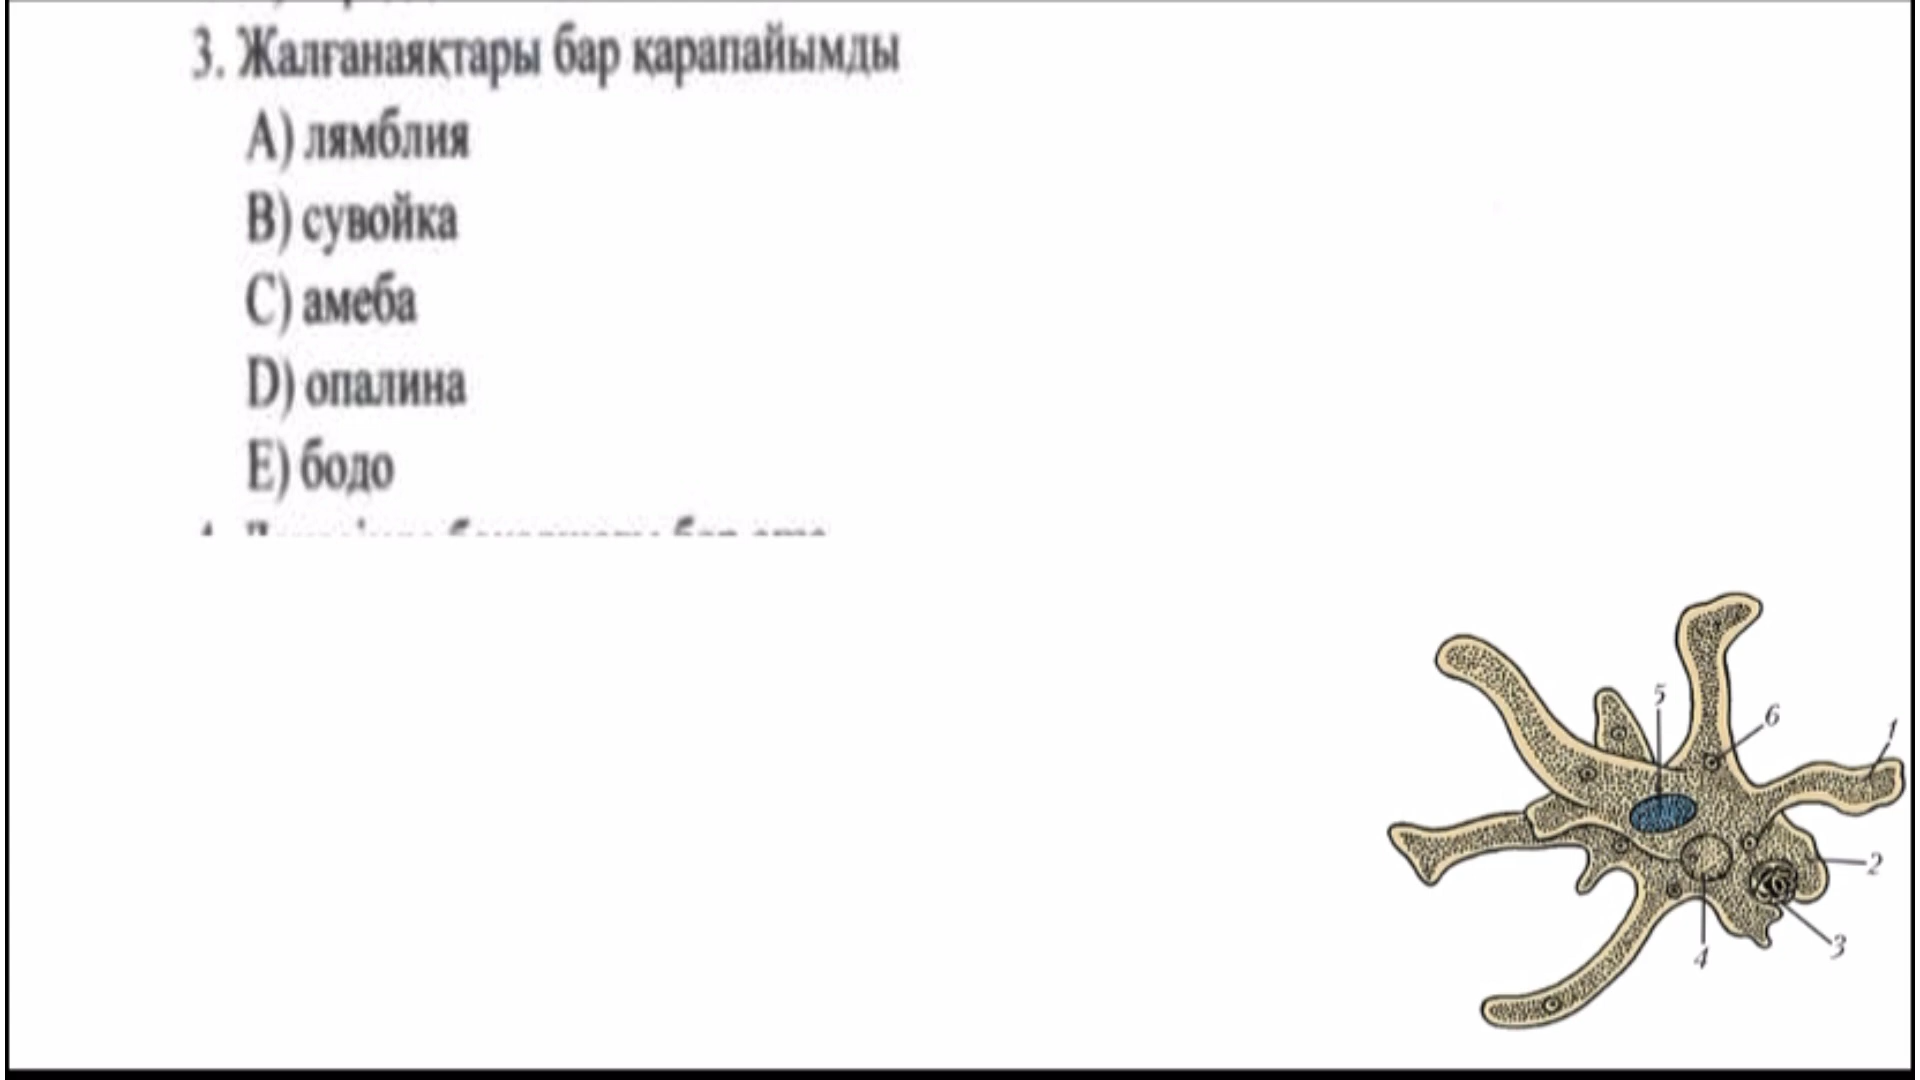 3. Жалғанаяқтары бар қарапайымды
A) лямблия
B) сувойка
C) амеба
D) опалина
E) бодо
5
6
1
2
3
4